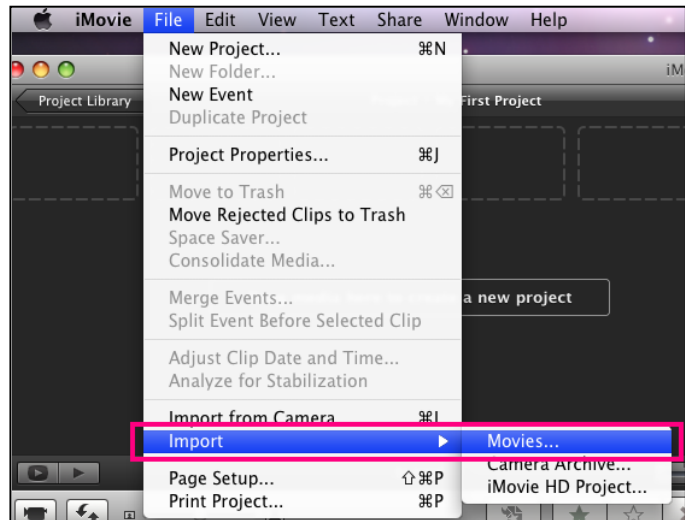 iMovie File Edit View Text Share Window Help
New Project... ⌘N
New Folder...
iM
New Event
Project Library
First Project
Duplicate Project
Project Properties... ⌘J
Move to Trash ⌘⌫
Move Rejected Clips to Trash
Space Saver...
Consolidate Media...
Merge Events...
a new project
Split Event Before Selected Clip
Adjust Clip Date and Time...
Analyze for Stabilization
Import from Camera ⌘I
Import ▶ Movies...
Camera Archive...
Page Setup... ⇧⌘P
iMovie HD Project...
Print Project... ⌘P